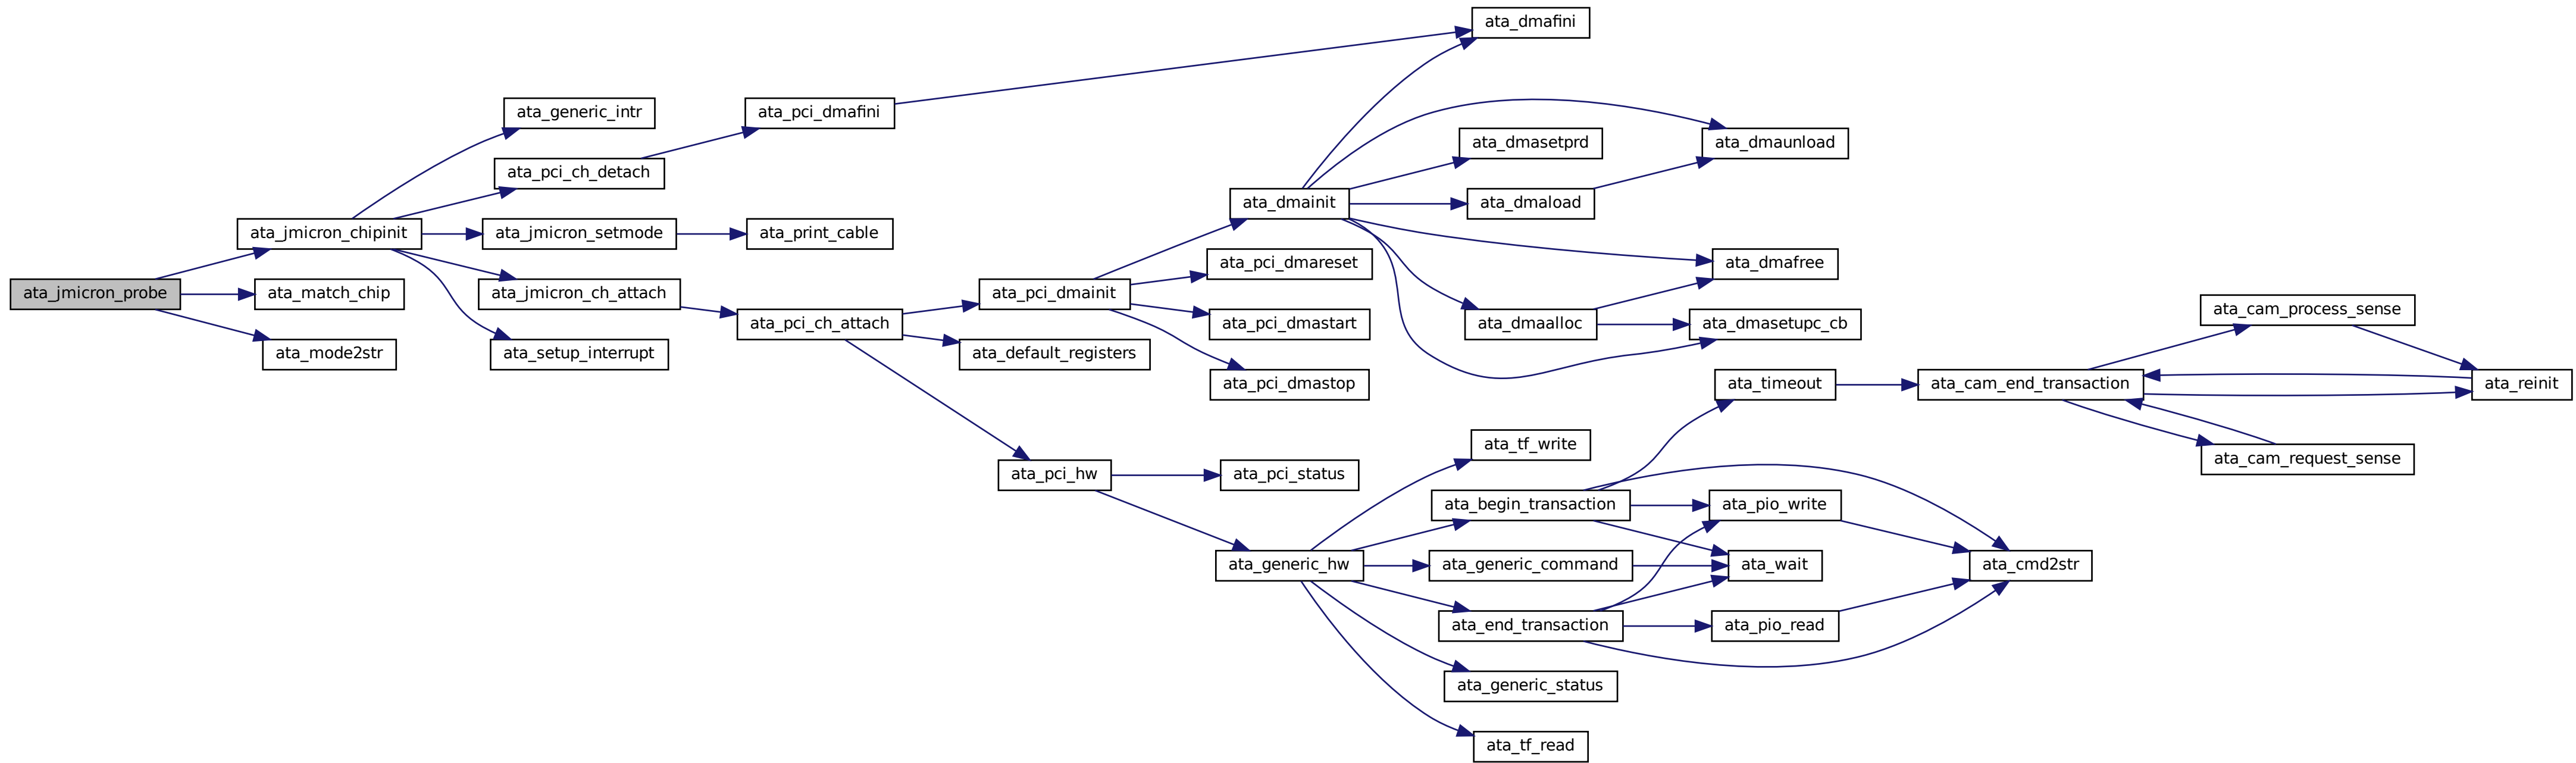 ata_jmicron_probe
ata_jmicron_chipinit
ata_match_chip
ata_mode2str
ata_generic_intr
ata_pci_ch_detach
ata_jmicron_setmode
ata_jmicron_ch_attach
ata_setup_interrupt
ata_pci_dmafini
ata_print_cable
ata_pci_ch_attach
ata_pci_dmainit
ata_default_registers
ata_pci_hw
ata_dmainit
ata_pci_dmareset
ata_pci_dmastart
ata_pci_dmastop
ata_pci_status
ata_generic_hw
ata_dmafini
ata_dmasetprd
ata_dmaload
ata_dmaalloc
ata_tf_write
ata_begin_transaction
ata_generic_command
ata_end_transaction
ata_generic_status
ata_tf_read
ata_dmaunload
ata_dmafree
ata_dmasetupc_cb
ata_timeout
ata_pio_write
ata_wait
ata_pio_read
ata_cam_end_transaction
ata_cmd2str
ata_cam_process_sense
ata_cam_request_sense
ata_reinit